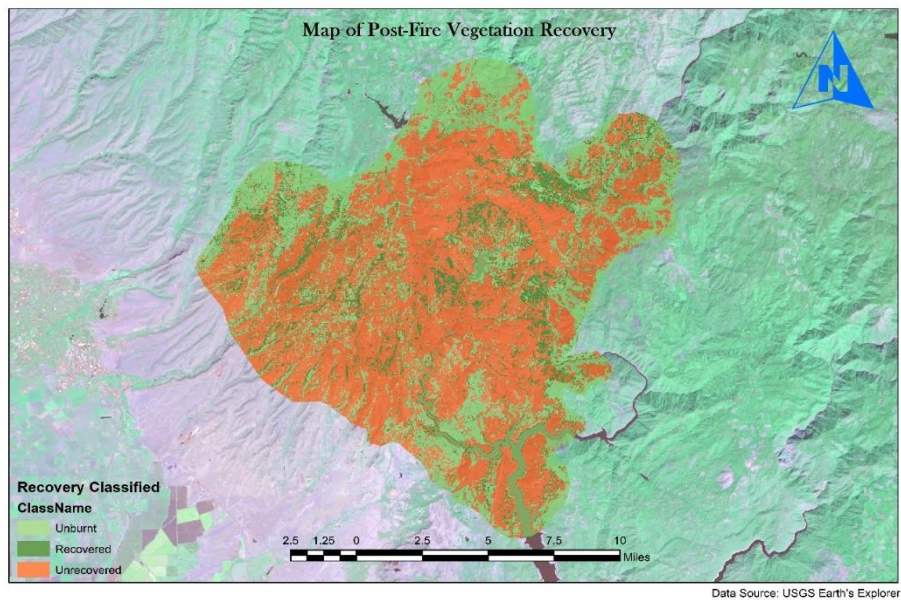 Map of Post-Fire Vegetation Recovery
N
Recovery Classified
ClassName
Unburnt
Recovered
Unrecovered
2.5 1.25 0 2.5 5 7.5 10
Miles
Data Source: USGS Earth's Explorer